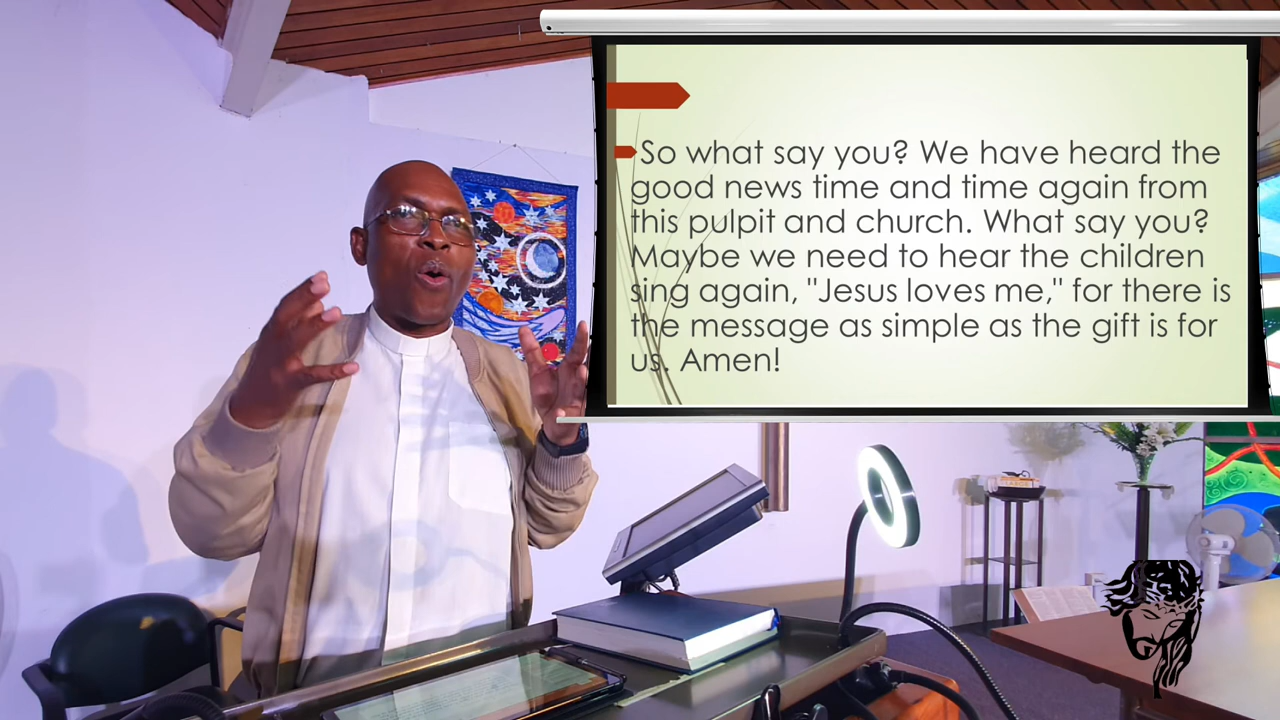 So what say you? We have heard the
good news time and time again from
this pulpit and church. What say you?
Maybe we need to hear the children
sing again, "Jesus loves me," for there is
the message as simple as the gift is for
us. Amen!